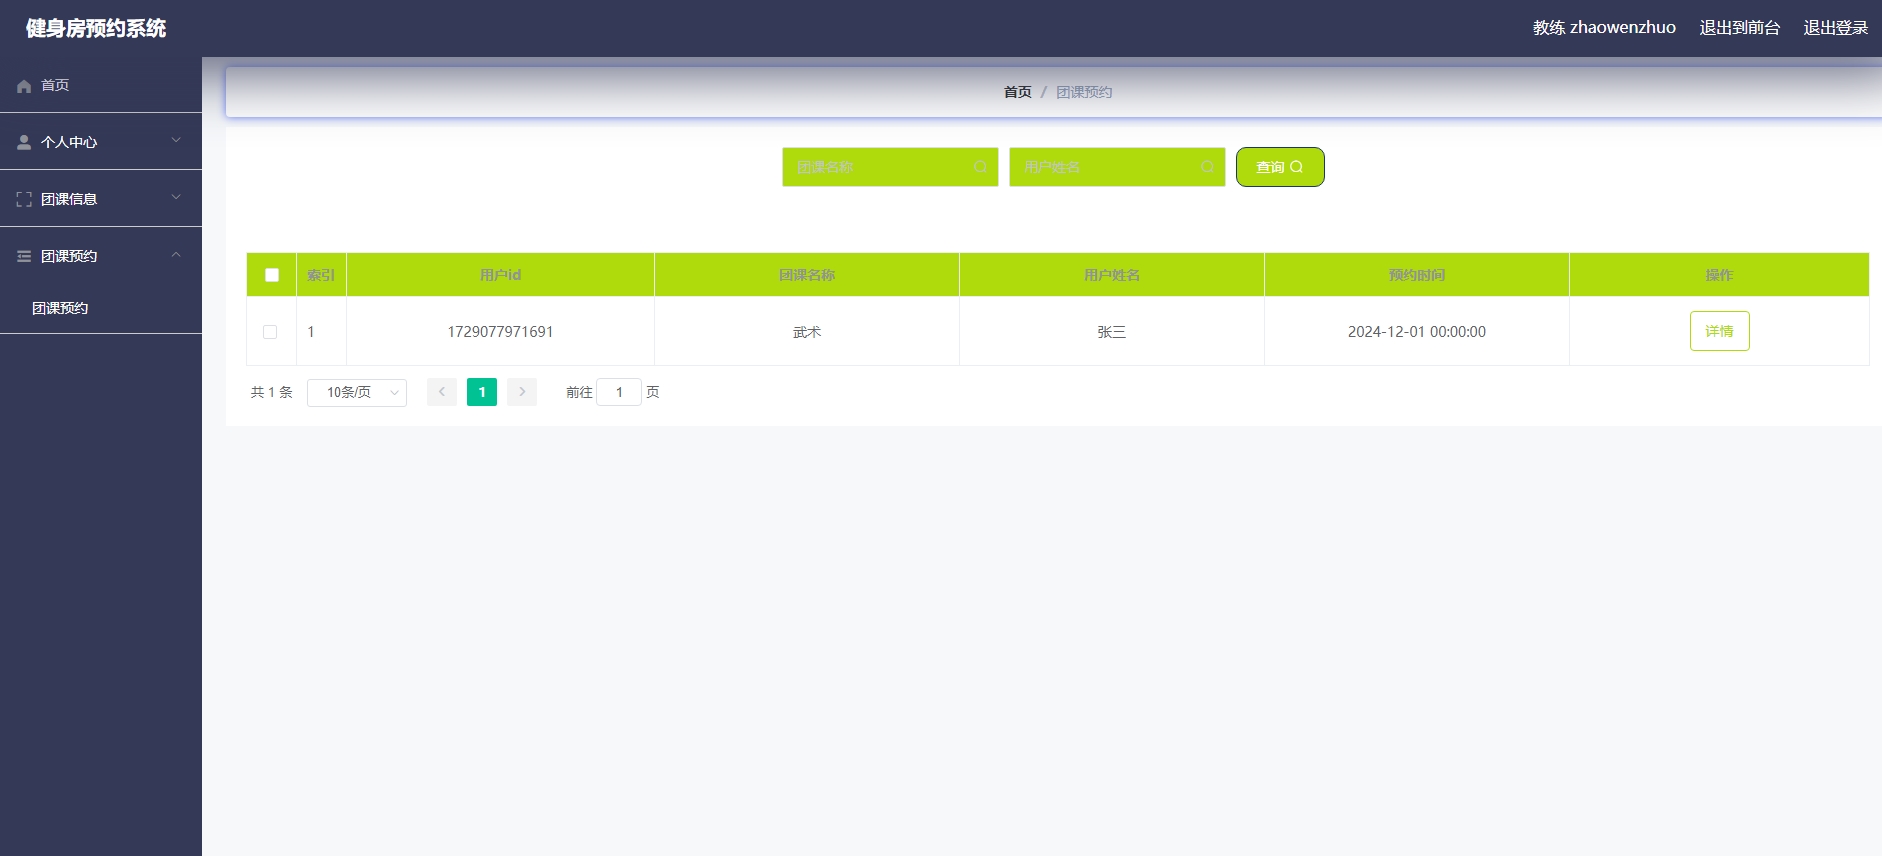 健身房预约系统
教练 zhaowenzhuo 退出到前台 退出登录
首页
个人中心
团课信息
团课预约
团课预约
首页 / 团课预约
团课名称 用户姓名 查询
索引 用户id 团课名称 用户姓名 预约时间 操作
1 1729077971691 武术 张三 2024-12-01 00:00:00 详情
共 1 条 10条/页 1 前往 1 页